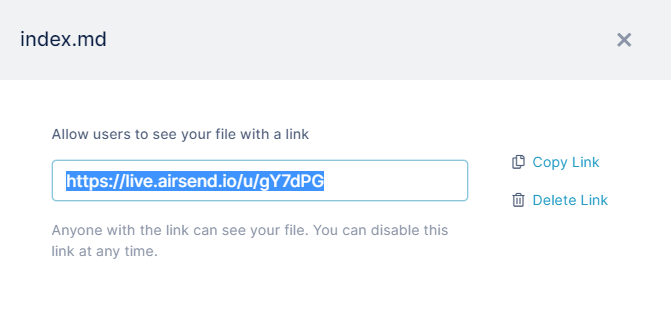 index.md
Allow users to see your file with a link
https://live.airsend.io/u/gY7dPG
Copy Link
Delete Link
Anyone with the link can see your file. You can disable this
link at any time.